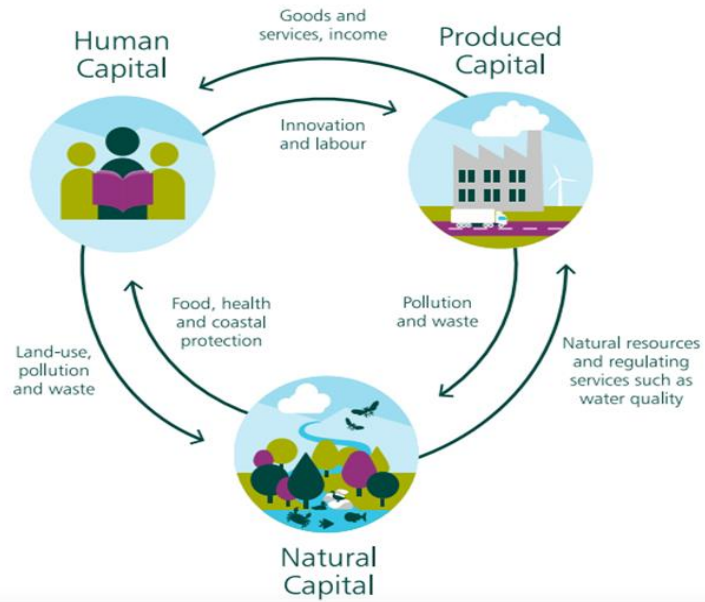 Goods and
services, income
Human
Capital
Produced
Capital
Innovation
and labour
Food, health
and coastal
protection
Pollution
and waste
Land-use,
pollution
and waste
Natural resources
and regulating
services such as
water quality
Natural
Capital